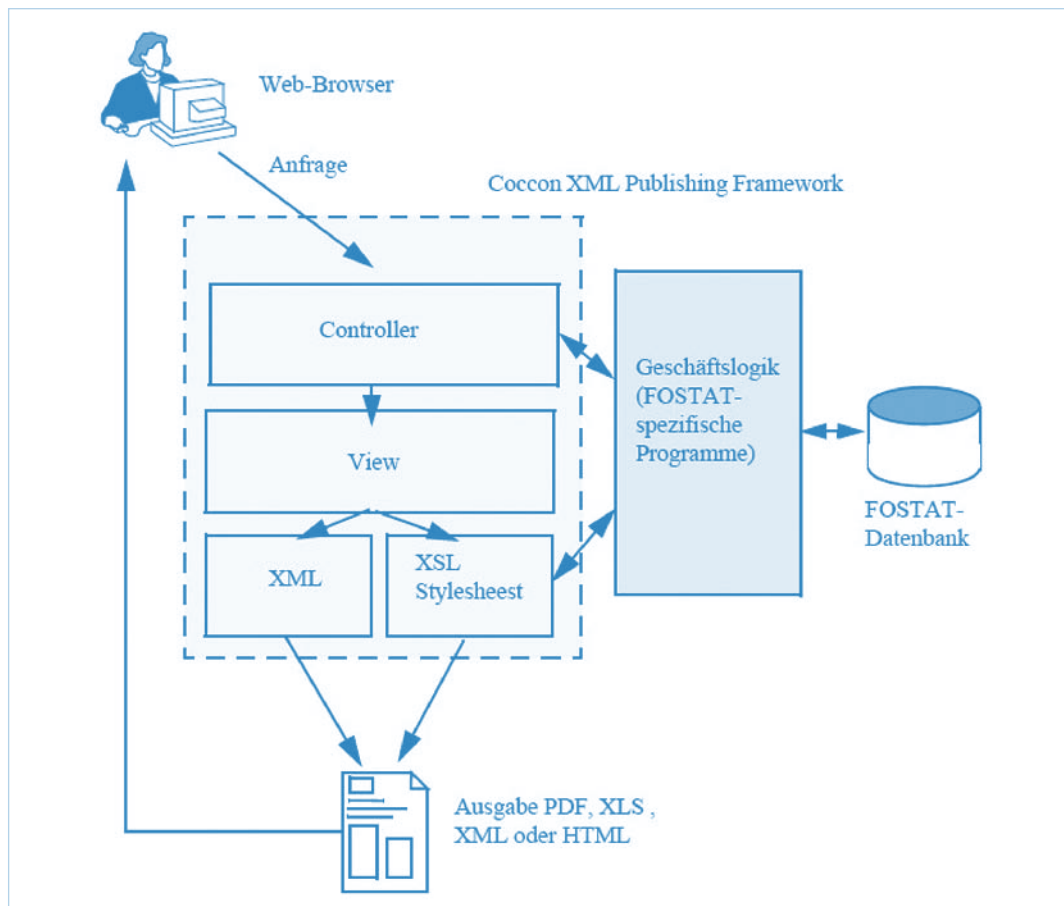 Web-Browser
Anfrage
Coccon XML Publishing Framework
Controller
Geschäftslogik
(FOSTAT-
spezifische
Programme)
View
FOSTAT-
Datenbank
XML
XSL
Stylesheest
Ausgabe PDF, XLS ,
XML oder HTML